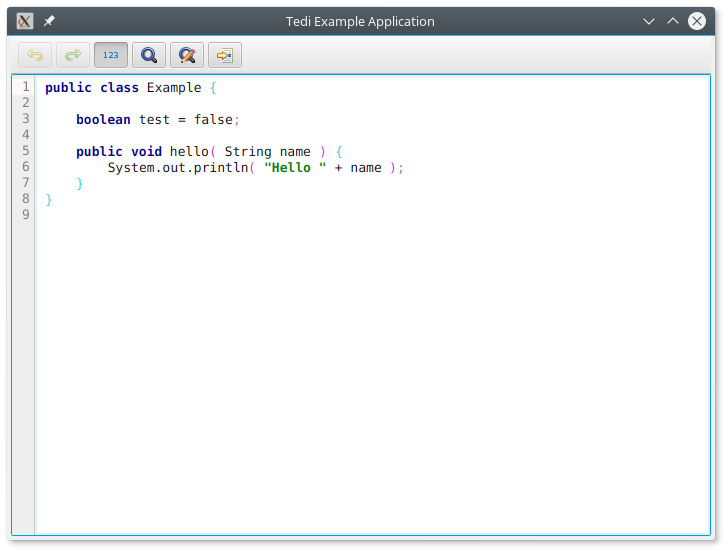 Tedi Example Application
123
1 public class Example {
2
3     boolean test = false;
4
5     public void hello( String name ) {
6         System.out.println( "Hello " + name );
7     }
8 }
9